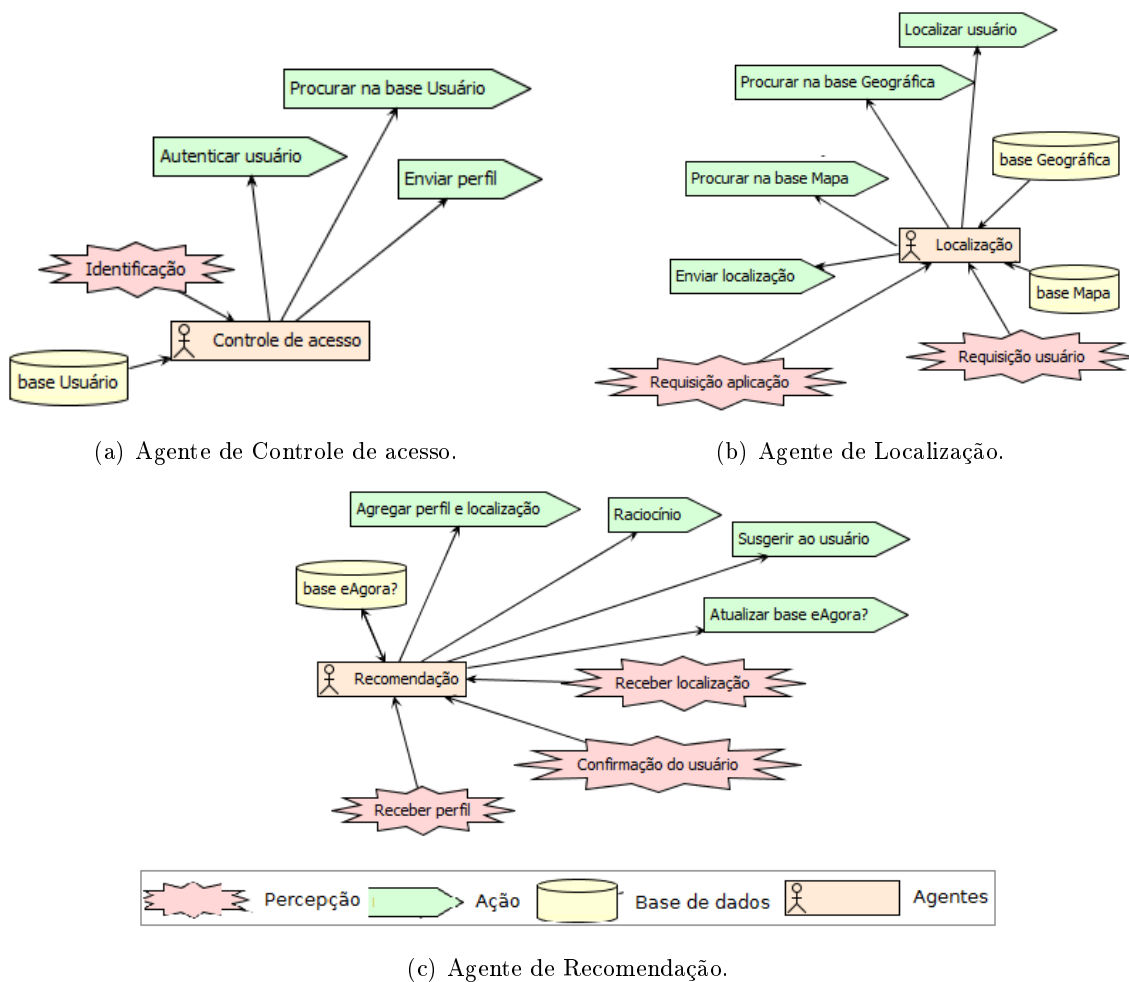 Procurar na base Usuário
Autenticar usuário
Enviar perfil
Identificação
Controle de acesso
base Usuário
(a) Agente de Controle de acesso.
Localizar usuário
Procurar na base Geográfica
base Geográfica
Procurar na base Mapa
Localização
Enviar localização
base Mapa
Requisição usuário
Requisição aplicação
(b) Agente de Localização.
Agregar perfil e localização
Raciocínio
Susgerir ao usuário
base eAgora?
Atualizar base eAgora?
Recomendação
Receber localização
Confirmação do usuário
Receber perfil
Percepção
Ação
Base de dados
Agentes
(c) Agente de Recomendação.